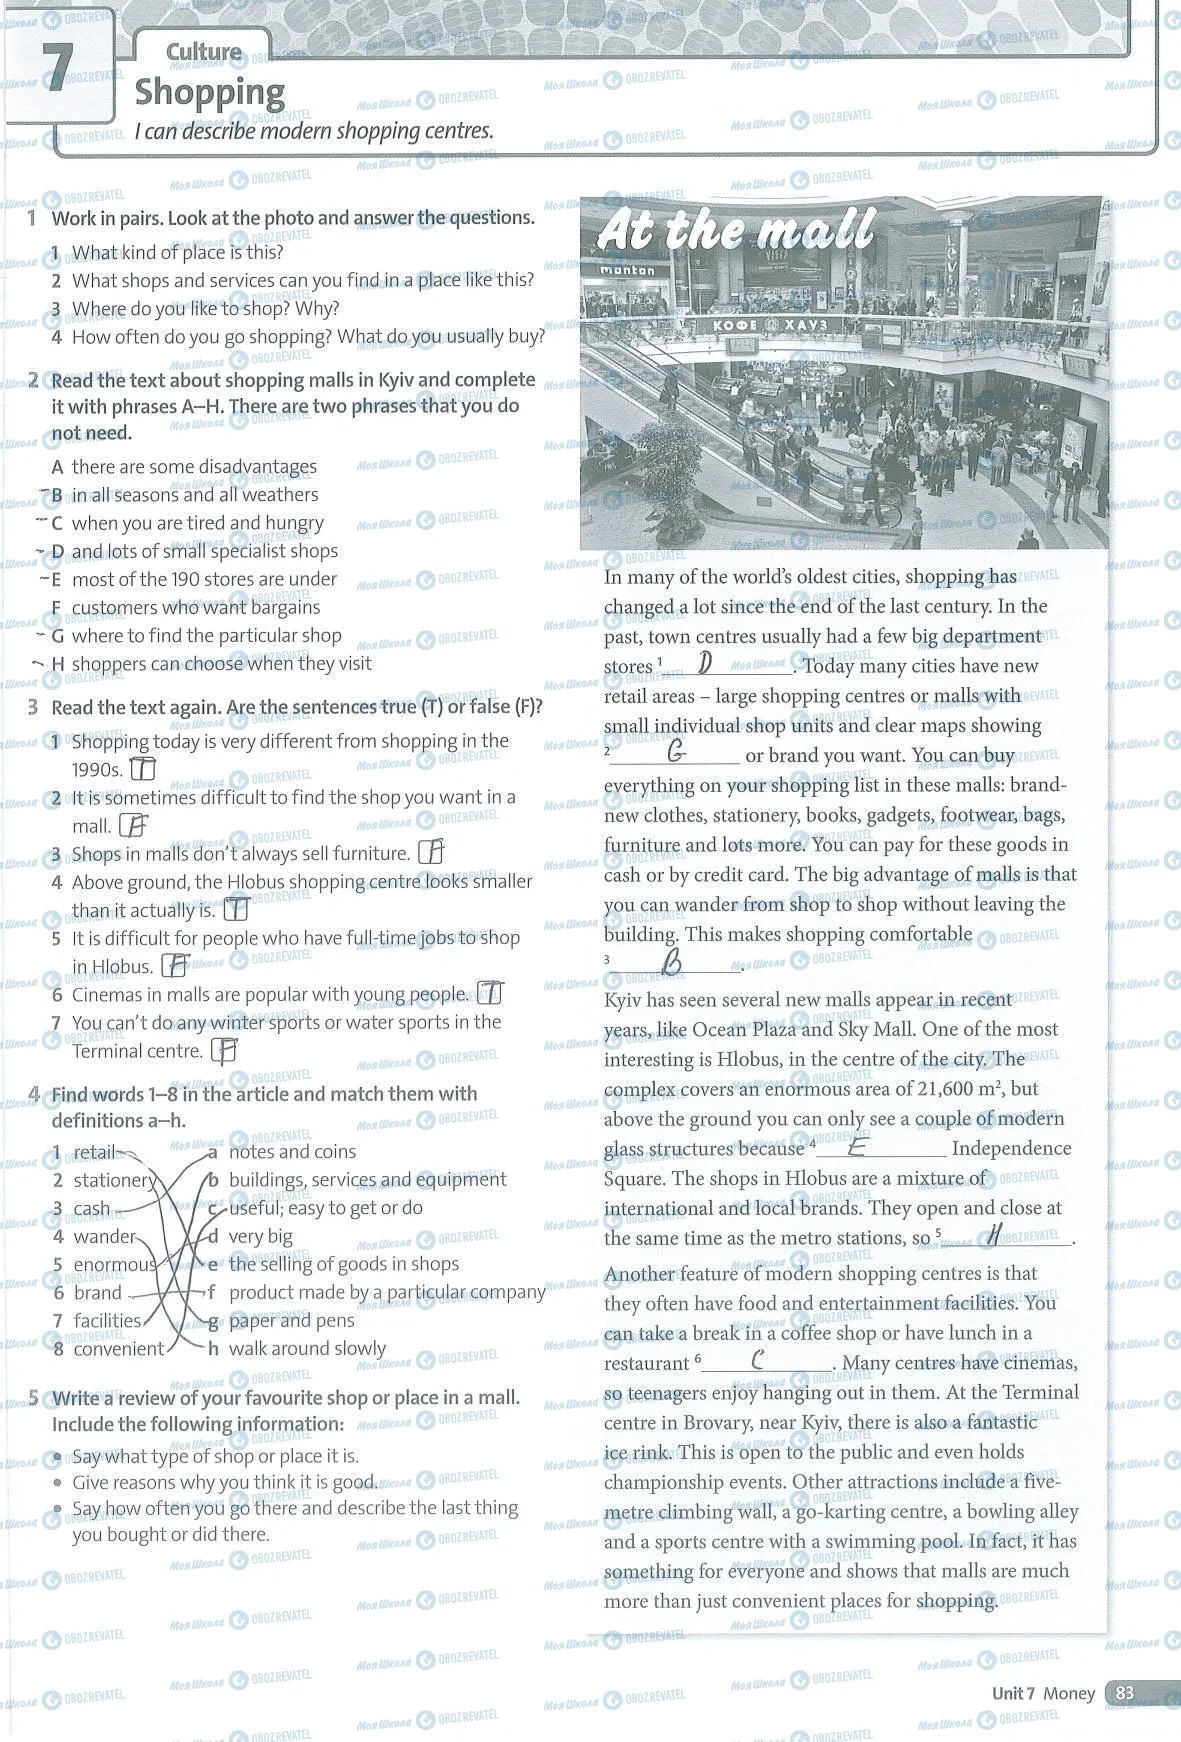 7
Culture
Shopping
I can describe modern shopping centres.
1 Work in pairs. Look at the photo and answer the questions.
1 What kind of place is this?
2 What shops and services can you find in a place like this?
3 Where do you like to shop? Why?
4 How often do you go shopping? What do you usually buy?
2 Read the text about shopping malls in Kyiv and complete
it with phrases A–H. There are two phrases that you do
not need.
A there are some disadvantages
B in all seasons and all weathers
C when you are tired and hungry
D and lots of small specialist shops
E most of the 190 stores are under
F customers who want bargains
G where to find the particular shop
H shoppers can choose when they visit
3 Read the text again. Are the sentences true (T) or false (F)?
1 Shopping today is very different from shopping in the
1990s. T
2 It is sometimes difficult to find the shop you want in a
mall. F
3 Shops in malls don't always sell furniture. F
4 Above ground, the Hlobus shopping centre looks smaller
than it actually is. T
5 It is difficult for people who have full-time jobs to shop
in Hlobus. F
6 Cinemas in malls are popular with young people. T
7 You can't do any winter sports or water sports in the
Terminal centre. F
4 Find words 1–8 in the article and match them with
definitions a–h.
1 retail a notes and coins
2 stationery b buildings, services and equipment
3 cash c useful; easy to get or do
4 wander d very big
5 enormous e the selling of goods in shops
6 brand f product made by a particular company
7 facilities g paper and pens
8 convenient h walk around slowly
5 Write a review of your favourite shop or place in a mall.
Include the following information:
• Say what type of shop or place it is.
• Give reasons why you think it is good.
• Say how often you go there and describe the last thing
you bought or did there.
At the mall
manton
VISA
LEVI'S
КОФЕ ХАУЗ
In many of the world's oldest cities, shopping has
changed a lot since the end of the last century. In the
past, town centres usually had a few big department
stores 1 D. Today many cities have new
retail areas – large shopping centres or malls with
small individual shop units and clear maps showing
2 G or brand you want. You can buy
everything on your shopping list in these malls: brand-
new clothes, stationery, books, gadgets, footwear, bags,
furniture and lots more. You can pay for these goods in
cash or by credit card. The big advantage of malls is that
you can wander from shop to shop without leaving the
building. This makes shopping comfortable
3 B.
Kyiv has seen several new malls appear in recent
years, like Ocean Plaza and Sky Mall. One of the most
interesting is Hlobus, in the centre of the city. The
complex covers an enormous area of 21,600 m², but
above the ground you can only see a couple of modern
glass structures because 4 E Independence
Square. The shops in Hlobus are a mixture of
international and local brands. They open and close at
the same time as the metro stations, so 5 H.
Another feature of modern shopping centres is that
they often have food and entertainment facilities. You
can take a break in a coffee shop or have lunch in a
restaurant 6 C. Many centres have cinemas,
so teenagers enjoy hanging out in them. At the Terminal
centre in Brovary, near Kyiv, there is also a fantastic
ice rink. This is open to the public and even holds
championship events. Other attractions include a five-
metre climbing wall, a go-karting centre, a bowling alley
and a sports centre with a swimming pool. In fact, it has
something for everyone and shows that malls are much
more than just convenient places for shopping.
Unit 7 Money 83
МояШкола OBOZREVATEL